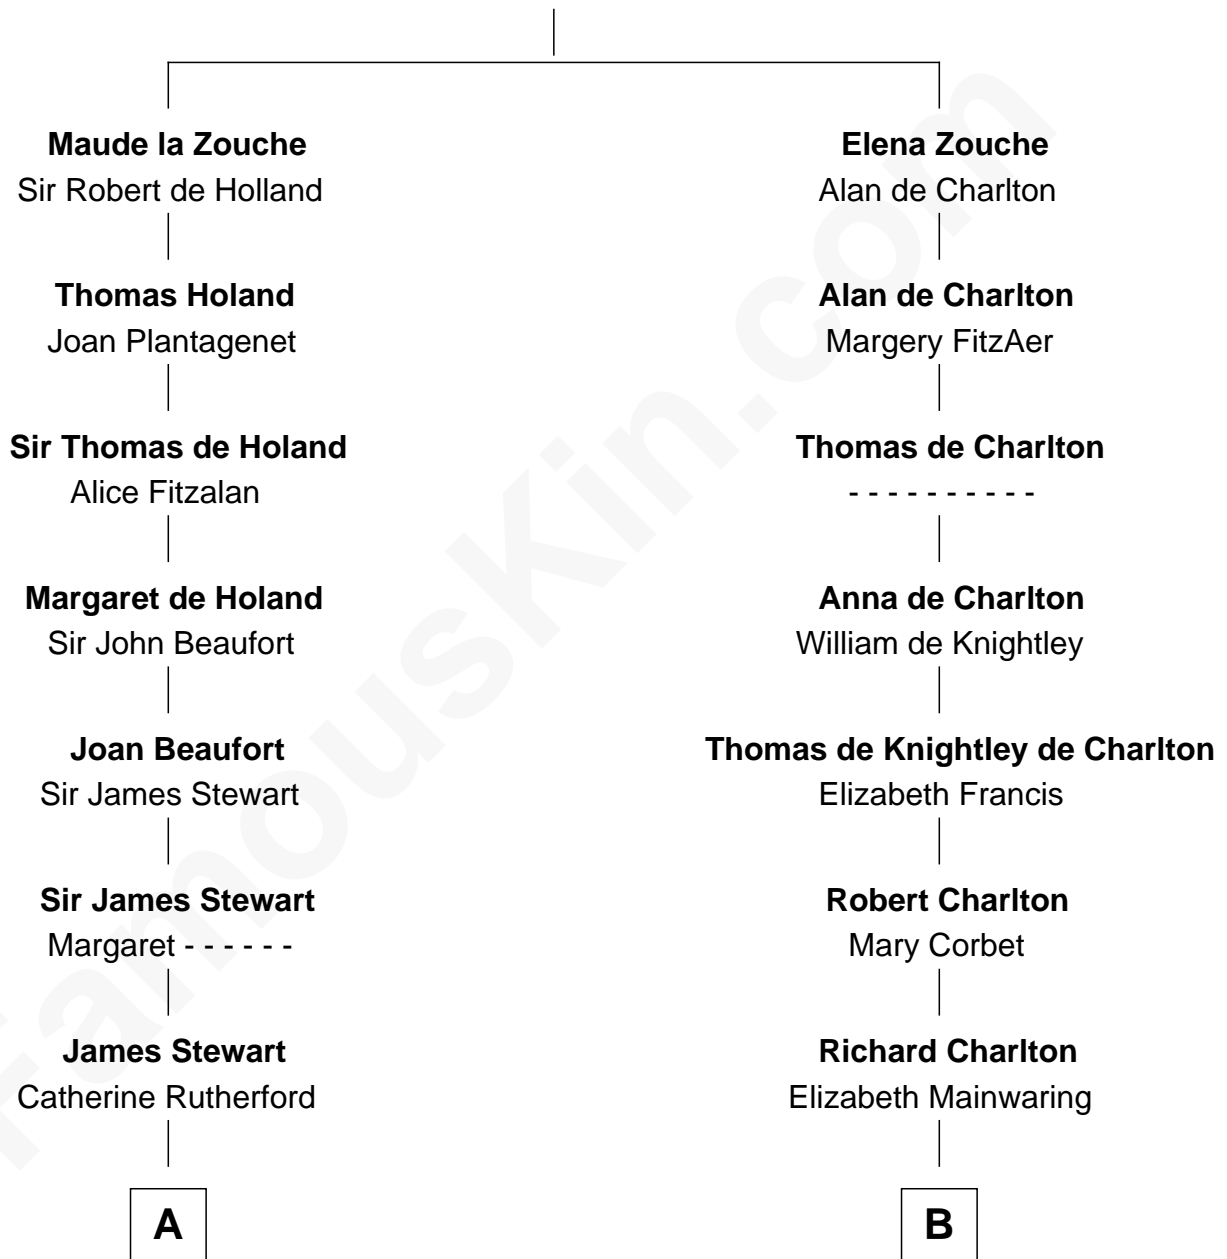 Maude la Zouche
Sir Robert de Holland
Thomas Holand
Joan Plantagenet
Sir Thomas de Holand
Alice Fitzalan
Margaret de Holand
Sir John Beaufort
Joan Beaufort
Sir James Stewart
Sir James Stewart
Margaret - - - - - -
James Stewart
Catherine Rutherford
A
Elena Zouche
Alan de Charlton
Alan de Charlton
Margery FitzAer
Thomas de Charlton
- - - - - - - - - -
Anna de Charlton
William de Knightley
Thomas de Knightley de Charlton
Elizabeth Francis
Robert Charlton
Mary Corbet
Richard Charlton
Elizabeth Mainwaring
B
FamousKin.com